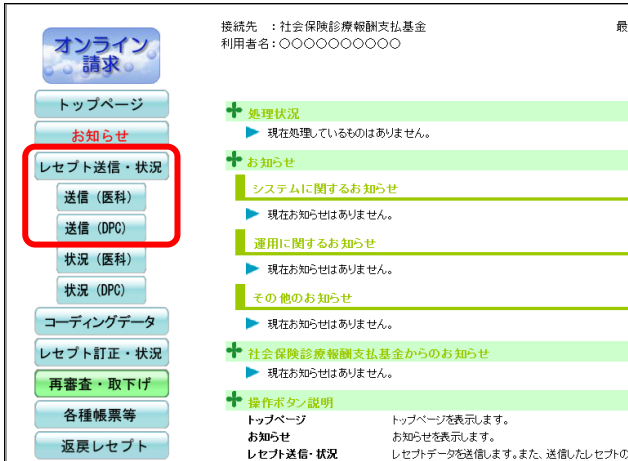 オンライン
請求
トップページ
お知らせ
レセプト送信・状況
送信（医科）
送信（DPC）
状況（医科）
状況（DPC）
コーディングデータ
レセプト訂正・状況
再審査・取下げ
各種帳票等
返戻レセプト
接続先　：社会保険診療報酬支払基金
最
利用者名：○○○○○○○○○○
処理状況
現在処理しているものはありません。
お知らせ
システムに関するお知らせ
現在お知らせはありません。
運用に関するお知らせ
現在お知らせはありません。
その他のお知らせ
現在お知らせはありません。
社会保険診療報酬支払基金からのお知らせ
現在お知らせはありません。
操作ボタン説明
トップページ　トップページを表示します。
お知らせ　お知らせを表示します。
レセプト送信・状況　レセプトデータを送信します。また、送信したレセプトの